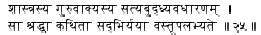 शास्त्रस्य गुरुवाक्यस्य सत्यबुद्ध्यवधारणम् ।
सा श्रद्धा कथिता सद्भिर्यया वस्तूपलभ्यते ॥ २५ ॥